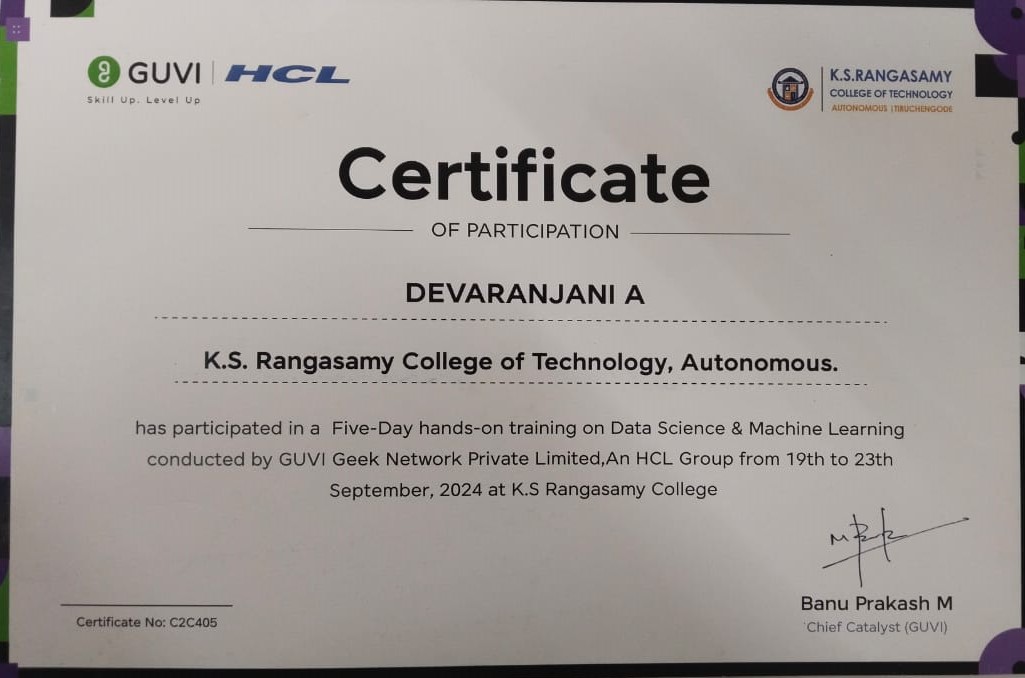 GUVI | HCL
Skill Up. Level Up
K.S.RANGASAMY
COLLEGE OF TECHNOLOGY
AUTONOMOUS | TIRUCHENGODE
Certificate
OF PARTICIPATION
DEVARANJANI A
K.S. Rangasamy College of Technology, Autonomous.
has participated in a Five-Day hands-on training on Data Science & Machine Learning
conducted by GUVI Geek Network Private Limited,An HCL Group from 19th to 23th
September, 2024 at K.S Rangasamy College
Banu Prakash M
Chief Catalyst (GUVI)
Certificate No: C2C405